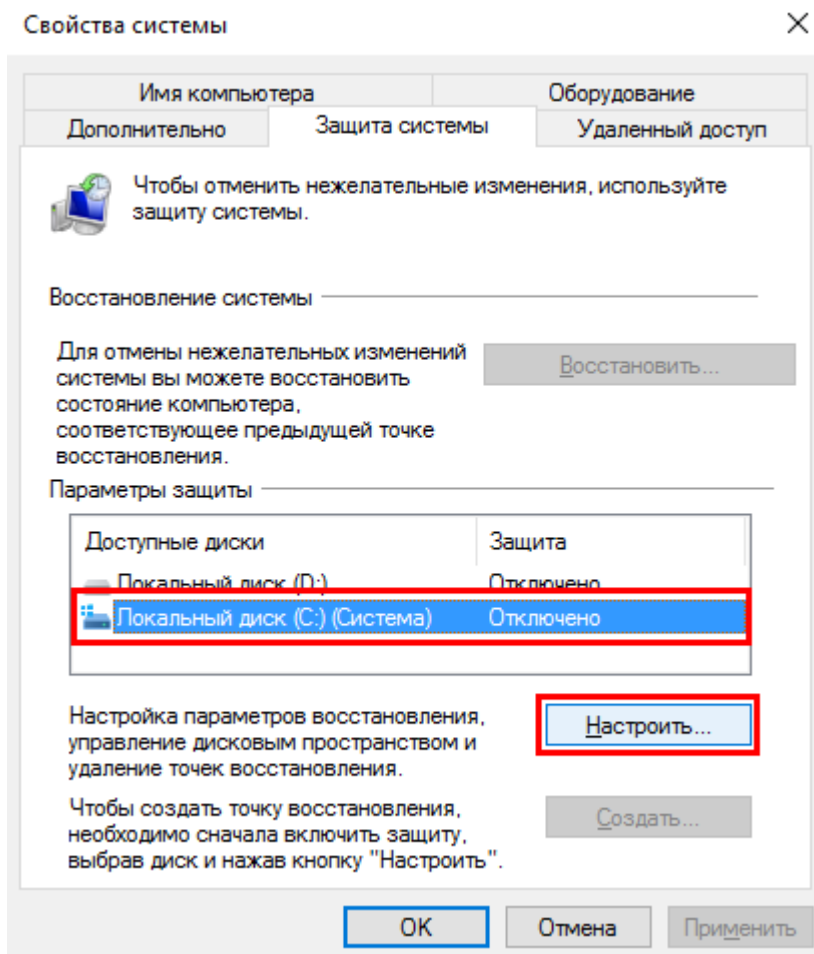 Свойства системы
Имя компьютера
Оборудование
Дополнительно
Защита системы
Удаленный доступ
Чтобы отменить нежелательные изменения, используйте
защиту системы.
Восстановление системы
Для отмены нежелательных изменений
системы вы можете восстановить
состояние компьютера,
соответствующее предыдущей точке
восстановления.
Восстановить...
Параметры защиты
Доступные диски
Защита
Локальный диск (D:)
Отключено
Локальный диск (C:) (Система)
Отключено
Настройка параметров восстановления,
управление дисковым пространством и
удаление точек восстановления.
Настроить...
Чтобы создать точку восстановления,
необходимо сначала включить защиту,
выбрав диск и нажав кнопку "Настроить".
Создать...
OK
Отмена
Применить